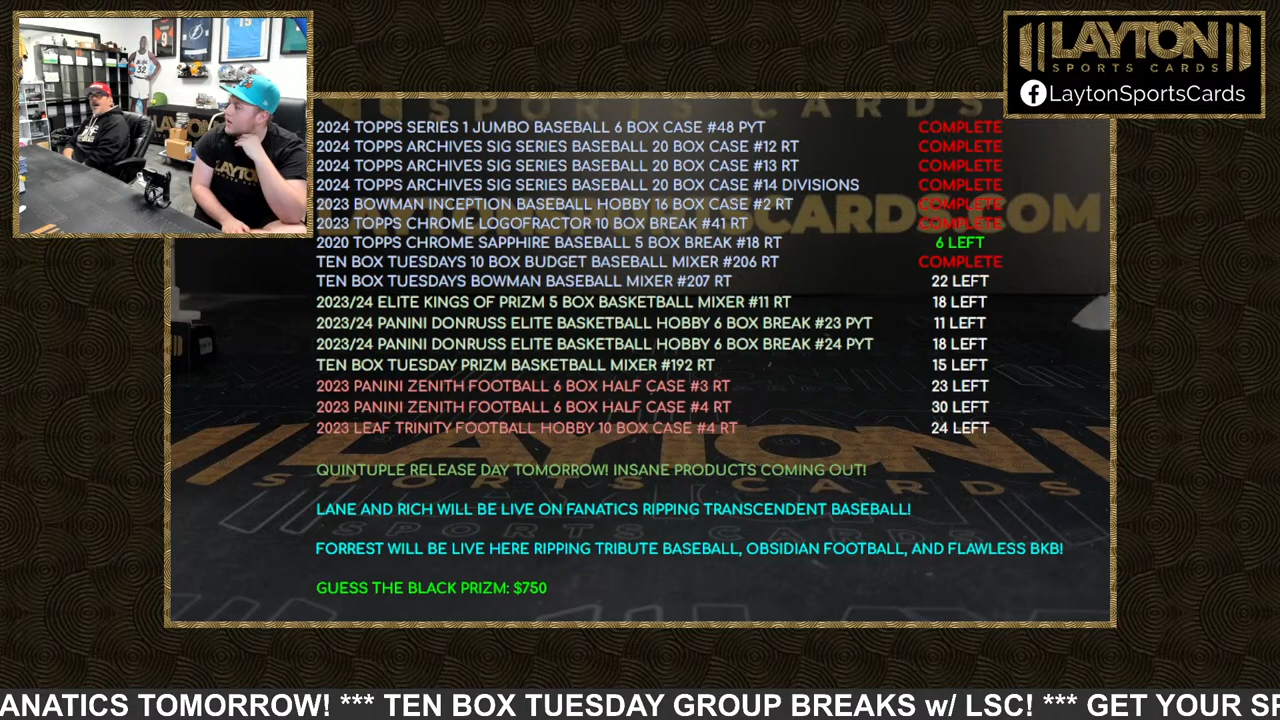 LAYTON
SPORTS CARDS
LaytonSportsCards
SPORTS CARDS
2024 TOPPS SERIES 1 JUMBO BASEBALL 6 BOX CASE #48 PYT COMPLETE
2024 TOPPS ARCHIVES SIG SERIES BASEBALL 20 BOX CASE #12 RT COMPLETE
2024 TOPPS ARCHIVES SIG SERIES BASEBALL 20 BOX CASE #13 RT COMPLETE
2024 TOPPS ARCHIVES SIG SERIES BASEBALL 20 BOX CASE #14 DIVISIONS COMPLETE
2023 BOWMAN INCEPTION BASEBALL HOBBY 16 BOX CASE #2 RT COMPLETE
2023 TOPPS CHROME LOGOFRACTOR 10 BOX BREAK #41 RT COMPLETE
CARDS.COM
2020 TOPPS CHROME SAPPHIRE BASEBALL 5 BOX BREAK #18 RT 6 LEFT
TEN BOX TUESDAYS 10 BOX BUDGET BASEBALL MIXER #206 RT COMPLETE
TEN BOX TUESDAYS BOWMAN BASEBALL MIXER #207 RT 22 LEFT
2023/24 ELITE KINGS OF PRIZM 5 BOX BASKETBALL MIXER #11 RT 18 LEFT
2023/24 PANINI DONRUSS ELITE BASKETBALL HOBBY 6 BOX BREAK #23 PYT 11 LEFT
2023/24 PANINI DONRUSS ELITE BASKETBALL HOBBY 6 BOX BREAK #24 PYT 18 LEFT
TEN BOX TUESDAY PRIZM BASKETBALL MIXER #192 RT 15 LEFT
2023 PANINI ZENITH FOOTBALL 6 BOX HALF CASE #3 RT 23 LEFT
2023 PANINI ZENITH FOOTBALL 6 BOX HALF CASE #4 RT 30 LEFT
2023 LEAF TRINITY FOOTBALL HOBBY 10 BOX CASE #4 RT 24 LEFT
LAYTON
QUINTUPLE RELEASE DAY TOMORROW! INSANE PRODUCTS COMING OUT!
SPORTS CARDS
LANE AND RICH WILL BE LIVE ON FANATICS RIPPING TRANSCENDENT BASEBALL!
FORREST WILL BE LIVE HERE RIPPING TRIBUTE BASEBALL, OBSIDIAN FOOTBALL, AND FLAWLESS BKB!
GUESS THE BLACK PRIZM: $750
ANATICS TOMORROW! *** TEN BOX TUESDAY GROUP BREAKS w/ LSC! *** GET YOUR SP